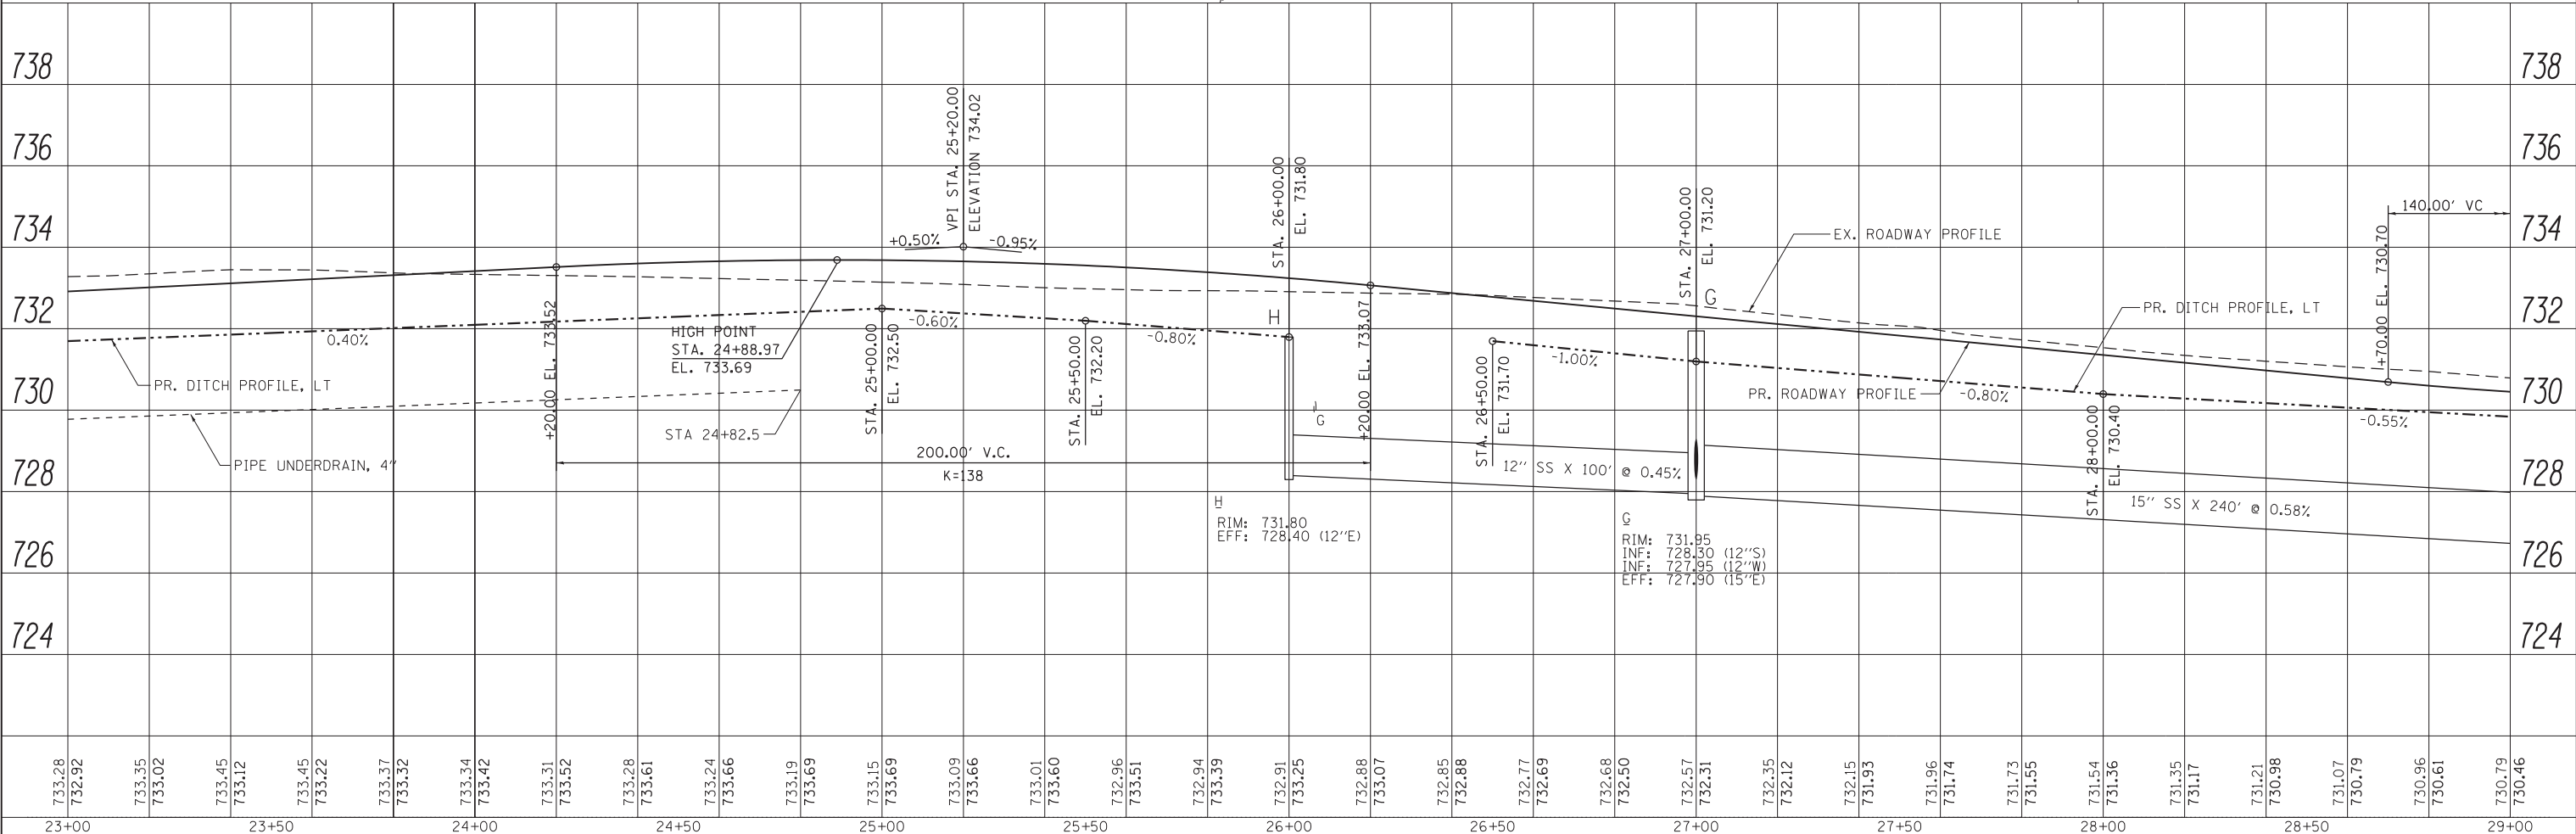 738
738
736
736
734
734
732
732
730
730
728
728
726
726
724
724
VPI STA. 25+20.00
ELEVATION 734.02
+0.50%
-0.95%
STA. 26+00.00
EL. 731.80
STA. 27+00.00
EL. 731.20
EX. ROADWAY PROFILE
140.00' VC
+70.00 EL. 730.70
G
H
PR. DITCH PROFILE, LT
0.40%
HIGH POINT
STA. 24+88.97
EL. 733.69
-0.60%
-0.80%
-1.00%
PR. DITCH PROFILE, LT
PR. ROADWAY PROFILE
-0.80%
-0.55%
+20.00 EL. 733.52
STA. 25+00.00
EL. 732.50
STA. 25+50.00
EL. 732.20
+20.00 EL. 733.07
STA. 26+50.00
EL. 731.70
STA. 28+00.00
EL. 730.40
STA 24+82.5
PIPE UNDERDRAIN, 4"
G
200.00' V.C.
K=138
12" SS X 100' @ 0.45%
15" SS X 240' @ 0.58%
H
RIM: 731.80
EFF: 728.40 (12"E)
G
RIM: 731.95
INF: 728.30 (12"S)
INF: 727.95 (12"W)
EFF: 727.90 (15"E)
733.28
732.92
733.35
733.02
733.45
733.12
733.45
733.22
733.37
733.32
733.34
733.42
733.31
733.52
733.28
733.61
733.24
733.66
733.19
733.69
733.15
733.69
733.09
733.66
733.01
733.60
732.96
733.51
732.94
733.39
732.91
733.25
732.88
733.07
732.85
732.88
732.77
732.69
732.68
732.50
732.57
732.31
732.35
732.12
732.15
731.93
731.96
731.74
731.73
731.55
731.54
731.36
731.35
731.17
731.21
730.98
731.07
730.79
730.96
730.61
730.79
730.46
23+00
23+50
24+00
24+50
25+00
25+50
26+00
26+50
27+00
27+50
28+00
28+50
29+00